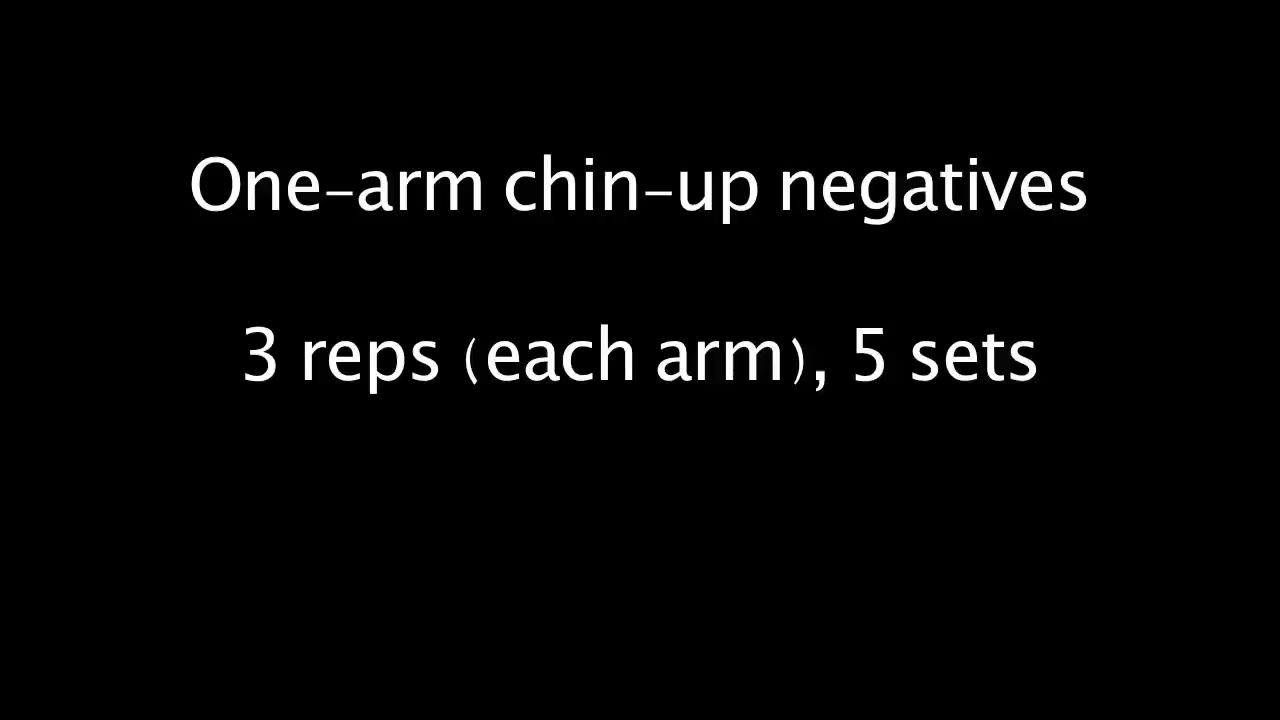 One-arm chin-up negatives
3 reps (each arm), 5 sets